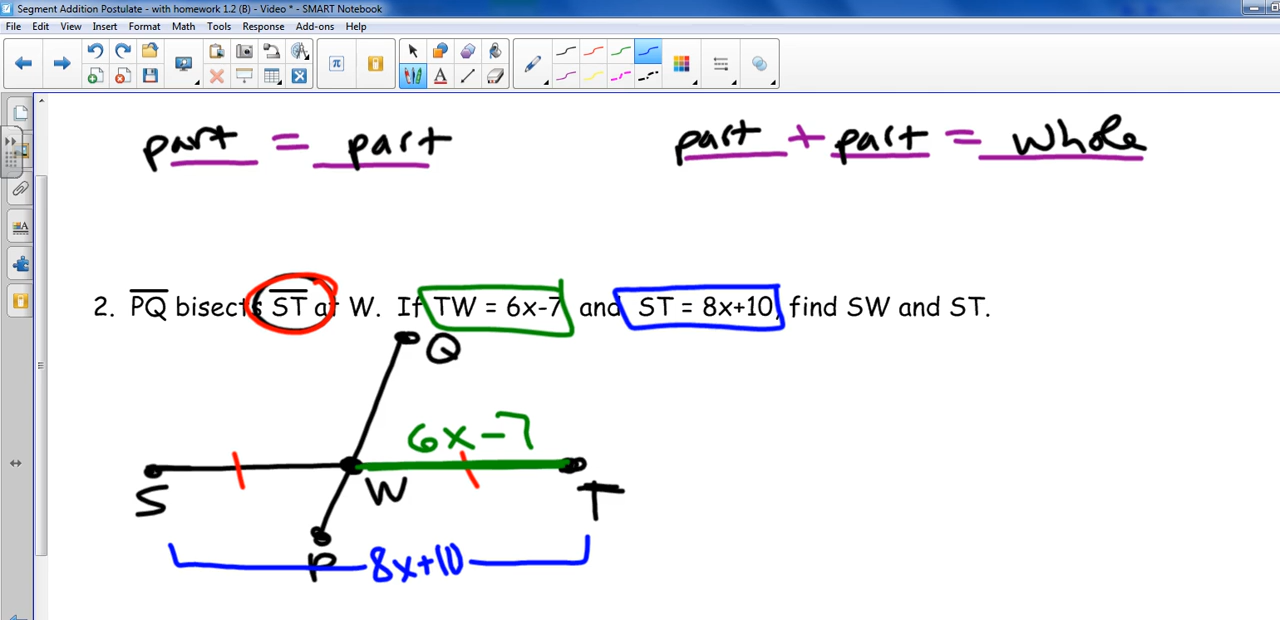 Segment Addition Postulate - with homework 1.2 (B) - Video * - SMART Notebook
File Edit View Insert Format Math Tools Response Add-ons Help
part = part part + part = Whole
2. PQ bisects ST at W. If TW = 6x-7 and ST = 8x+10, find SW and ST.
Q
6x-7
S W T
P 8x+10